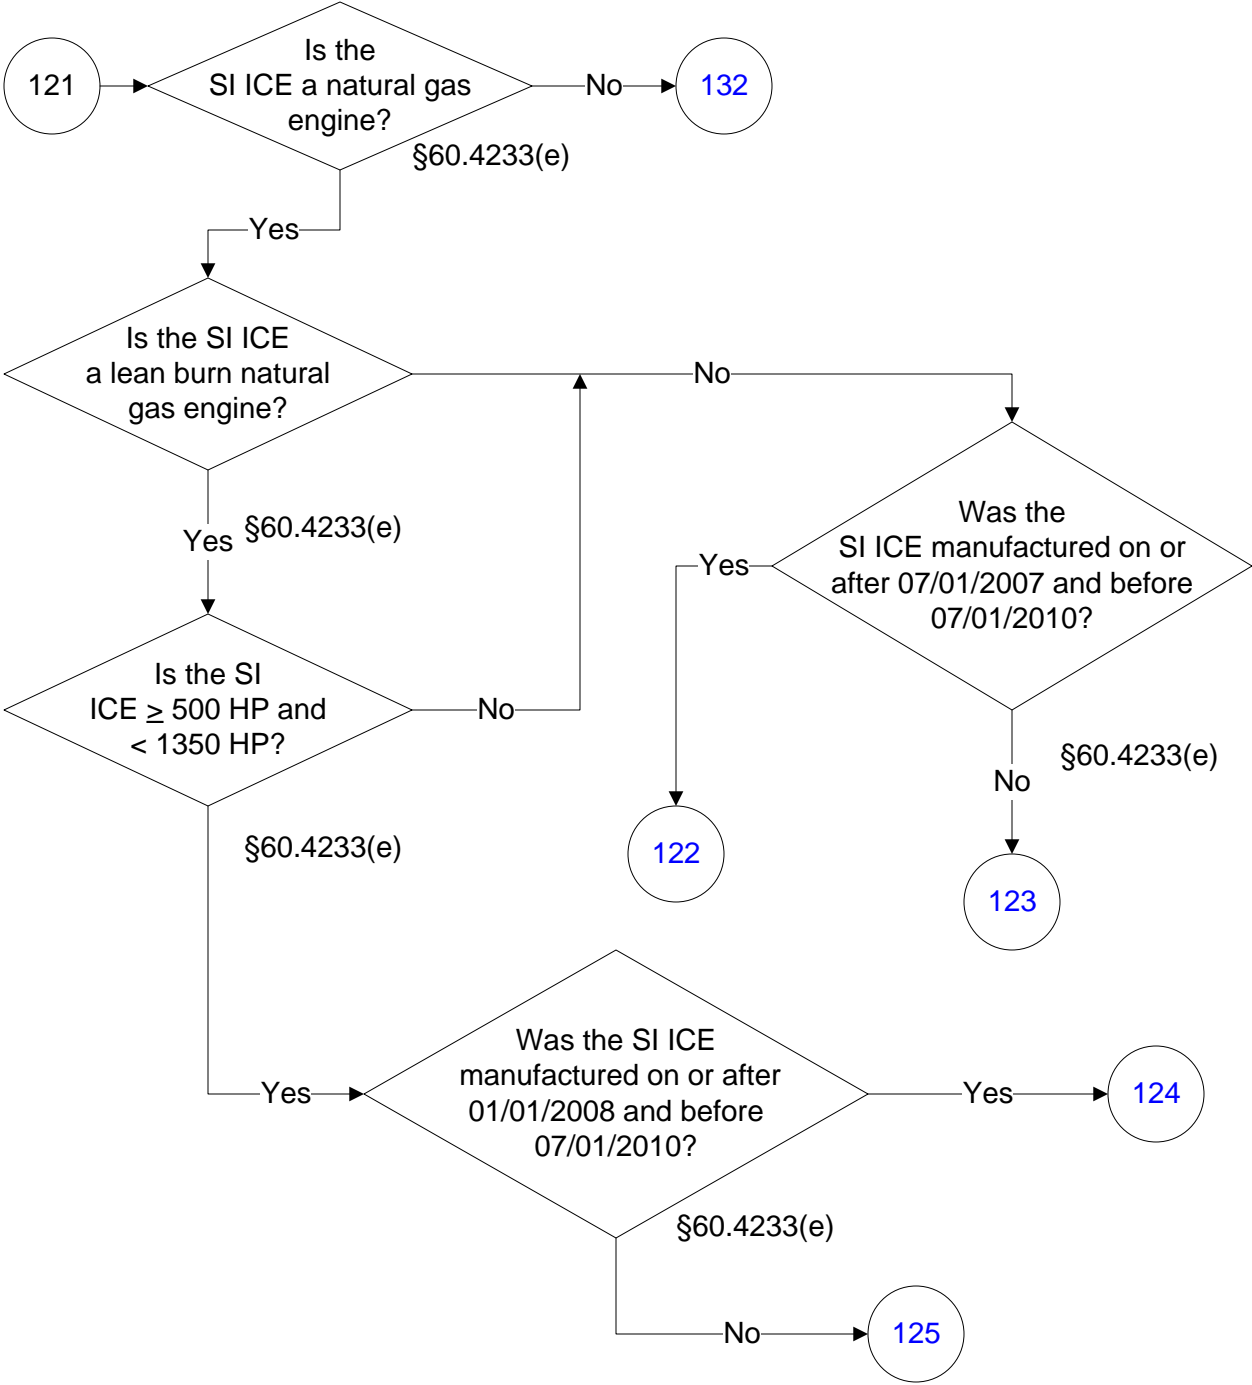 121
Is the
SI ICE a natural gas
engine?
No
132
§60.4233(e)
Yes
Is the SI ICE
a lean burn natural
gas engine?
No
Yes
§60.4233(e)
Was the
SI ICE manufactured on or
after 07/01/2007 and before
07/01/2010?
Yes
Is the SI
ICE ≥ 500 HP and
< 1350 HP?
No
§60.4233(e)
No
§60.4233(e)
122
123
Was the SI ICE
manufactured on or after
01/01/2008 and before
07/01/2010?
Yes
Yes
124
§60.4233(e)
No
125